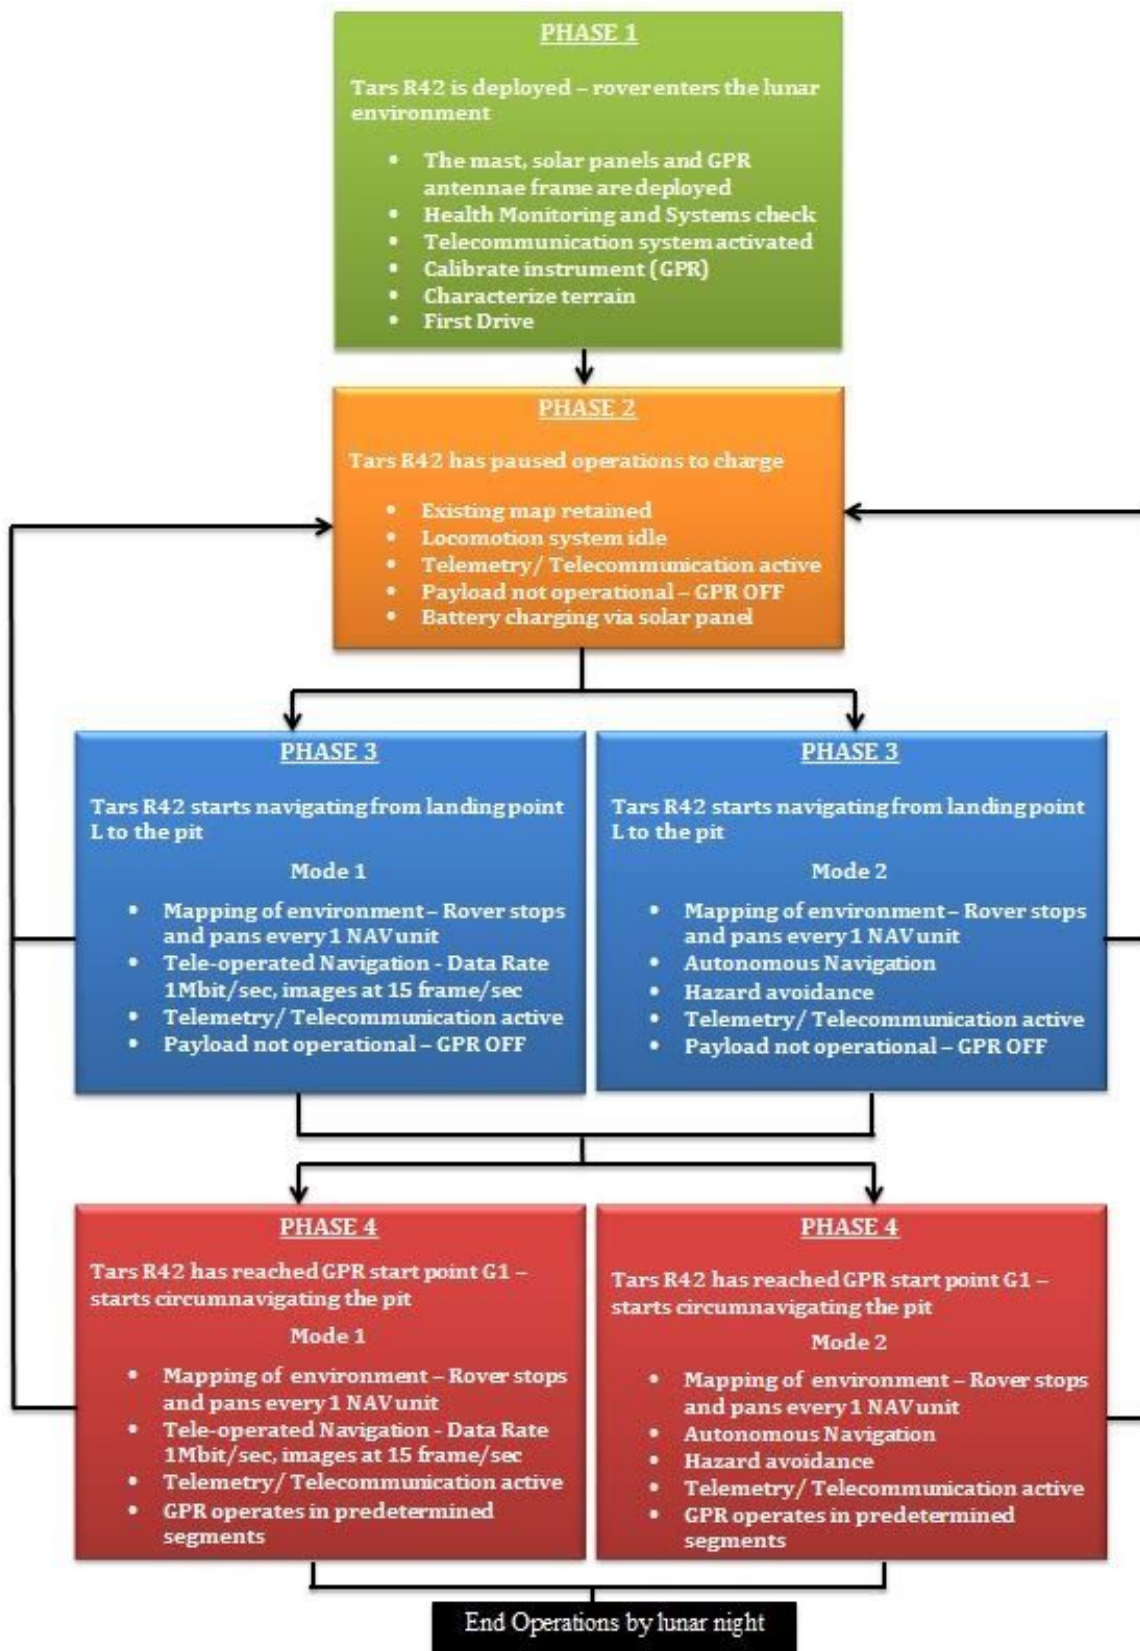 PHASE 1
Tars R42 is deployed – rover enters the lunar
environment
• The mast, solar panels and GPR
antennae frame are deployed
• Health Monitoring and Systems check
• Telecommunication system activated
• Calibrate instrument (GPR)
• Characterize terrain
• First Drive
PHASE 2
Tars R42 has paused operations to charge
• Existing map retained
• Locomotion system idle
• Telemetry/ Telecommunication active
• Payload not operational – GPR OFF
• Battery charging via solar panel
PHASE 3
Tars R42 starts navigating from landing point
L to the pit
Mode 1
• Mapping of environment – Rover stops
and pans every 1 NAV unit
• Tele-operated Navigation - Data Rate
1Mbit/sec, images at 15 frame/sec
• Telemetry/ Telecommunication active
• Payload not operational – GPR OFF
PHASE 3
Tars R42 starts navigating from landing point
L to the pit
Mode 2
• Mapping of environment – Rover stops
and pans every 1 NAV unit
• Autonomous Navigation
• Hazard avoidance
• Telemetry/ Telecommunication active
• Payload not operational – GPR OFF
PHASE 4
Tars R42 has reached GPR start point G1 –
starts circumnavigating the pit
Mode 1
• Mapping of environment – Rover stops
and pans every 1 NAV unit
• Tele-operated Navigation - Data Rate
1Mbit/sec, images at 15 frame/sec
• Telemetry/ Telecommunication active
• GPR operates in predetermined
segments
PHASE 4
Tars R42 has reached GPR start point G1 –
starts circumnavigating the pit
Mode 2
• Mapping of environment – Rover stops
and pans every 1 NAV unit
• Autonomous Navigation
• Hazard avoidance
• Telemetry/ Telecommunication active
• GPR operates in predetermined
segments
End Operations by lunar night